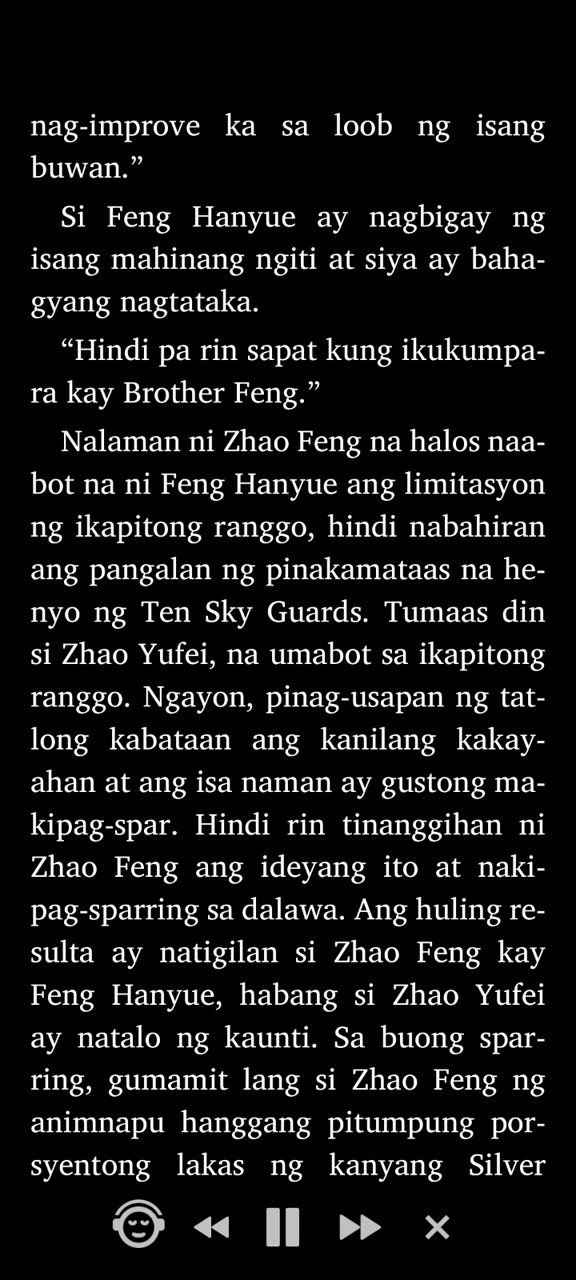 nag-improve ka sa loob ng isang
buwan.”
Si Feng Hanyue ay nagbigay ng
isang mahinang ngiti at siya ay baha-
gyang nagtataka.
“Hindi pa rin sapat kung ikukumpa-
ra kay Brother Feng.”
Nalaman ni Zhao Feng na halos naa-
bot na ni Feng Hanyue ang limitasyon
ng ikapitong ranggo, hindi nabahiran
ang pangalan ng pinakamataas na he-
nyo ng Ten Sky Guards. Tumaas din
si Zhao Yufei, na umabot sa ikapitong
ranggo. Ngayon, pinag-usapan ng tat-
long kabataan ang kanilang kakay-
ahan at ang isa naman ay gustong ma-
kipag-spar. Hindi rin tinanggihan ni
Zhao Feng ang ideyang ito at naki-
pag-sparring sa dalawa. Ang huling re-
sulta ay natigilan si Zhao Feng kay
Feng Hanyue, habang si Zhao Yufei
ay natalo ng kaunti. Sa buong spar-
ring, gumamit lang si Zhao Feng ng
animnapu hanggang pitumpung por-
syentong lakas ng kanyang Silver